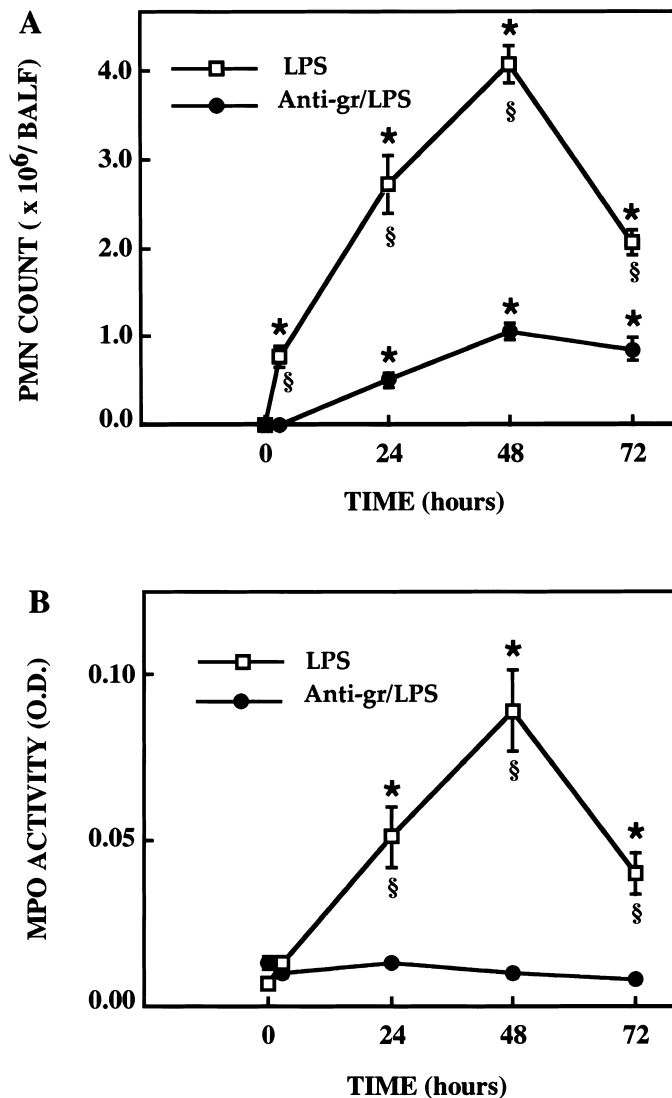 A
LPS
Anti-gr/LPS
PMN COUNT ( x 10⁶/ BALF)
4.0
3.0
2.0
1.0
0.0
* * * *
§ § § §
* * *
0 24 48 72
TIME (hours)
B
LPS
Anti-gr/LPS
MPO ACTIVITY (O.D.)
0.10
0.05
0.00
* * *
§ § §
0 24 48 72
TIME (hours)